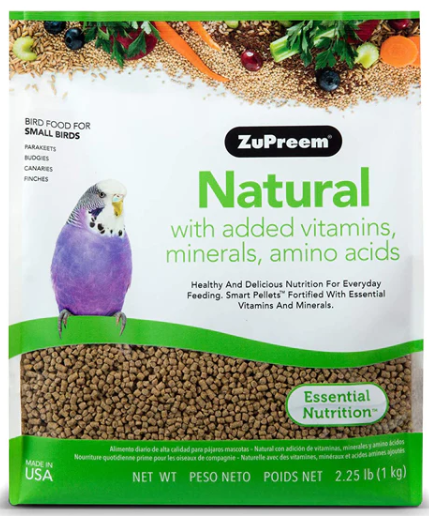 BIRD FOOD FOR
SMALL BIRDS
PARAKEETS
BUDGIES
CANARIES
FINCHES
ZuPreem®
Natural
with added vitamins,
minerals, amino acids
Healthy And Delicious Nutrition For Everyday
Feeding. Smart Pellets™ Fortified With Essential
Vitamins And Minerals.
Essential
Nutrition™
Alimento diario de alta calidad para pájaros mascotas - Natural con adición de vitaminas, minerales y amino ácidos
Nourriture quotidienne prime pour les oiseaux de compagnie - Naturelle avec des vitamines, minéraux et acides aminés ajoutés
MADE IN
USA
NET WT PESO NETO POIDS NET 2.25 lb (1 kg)